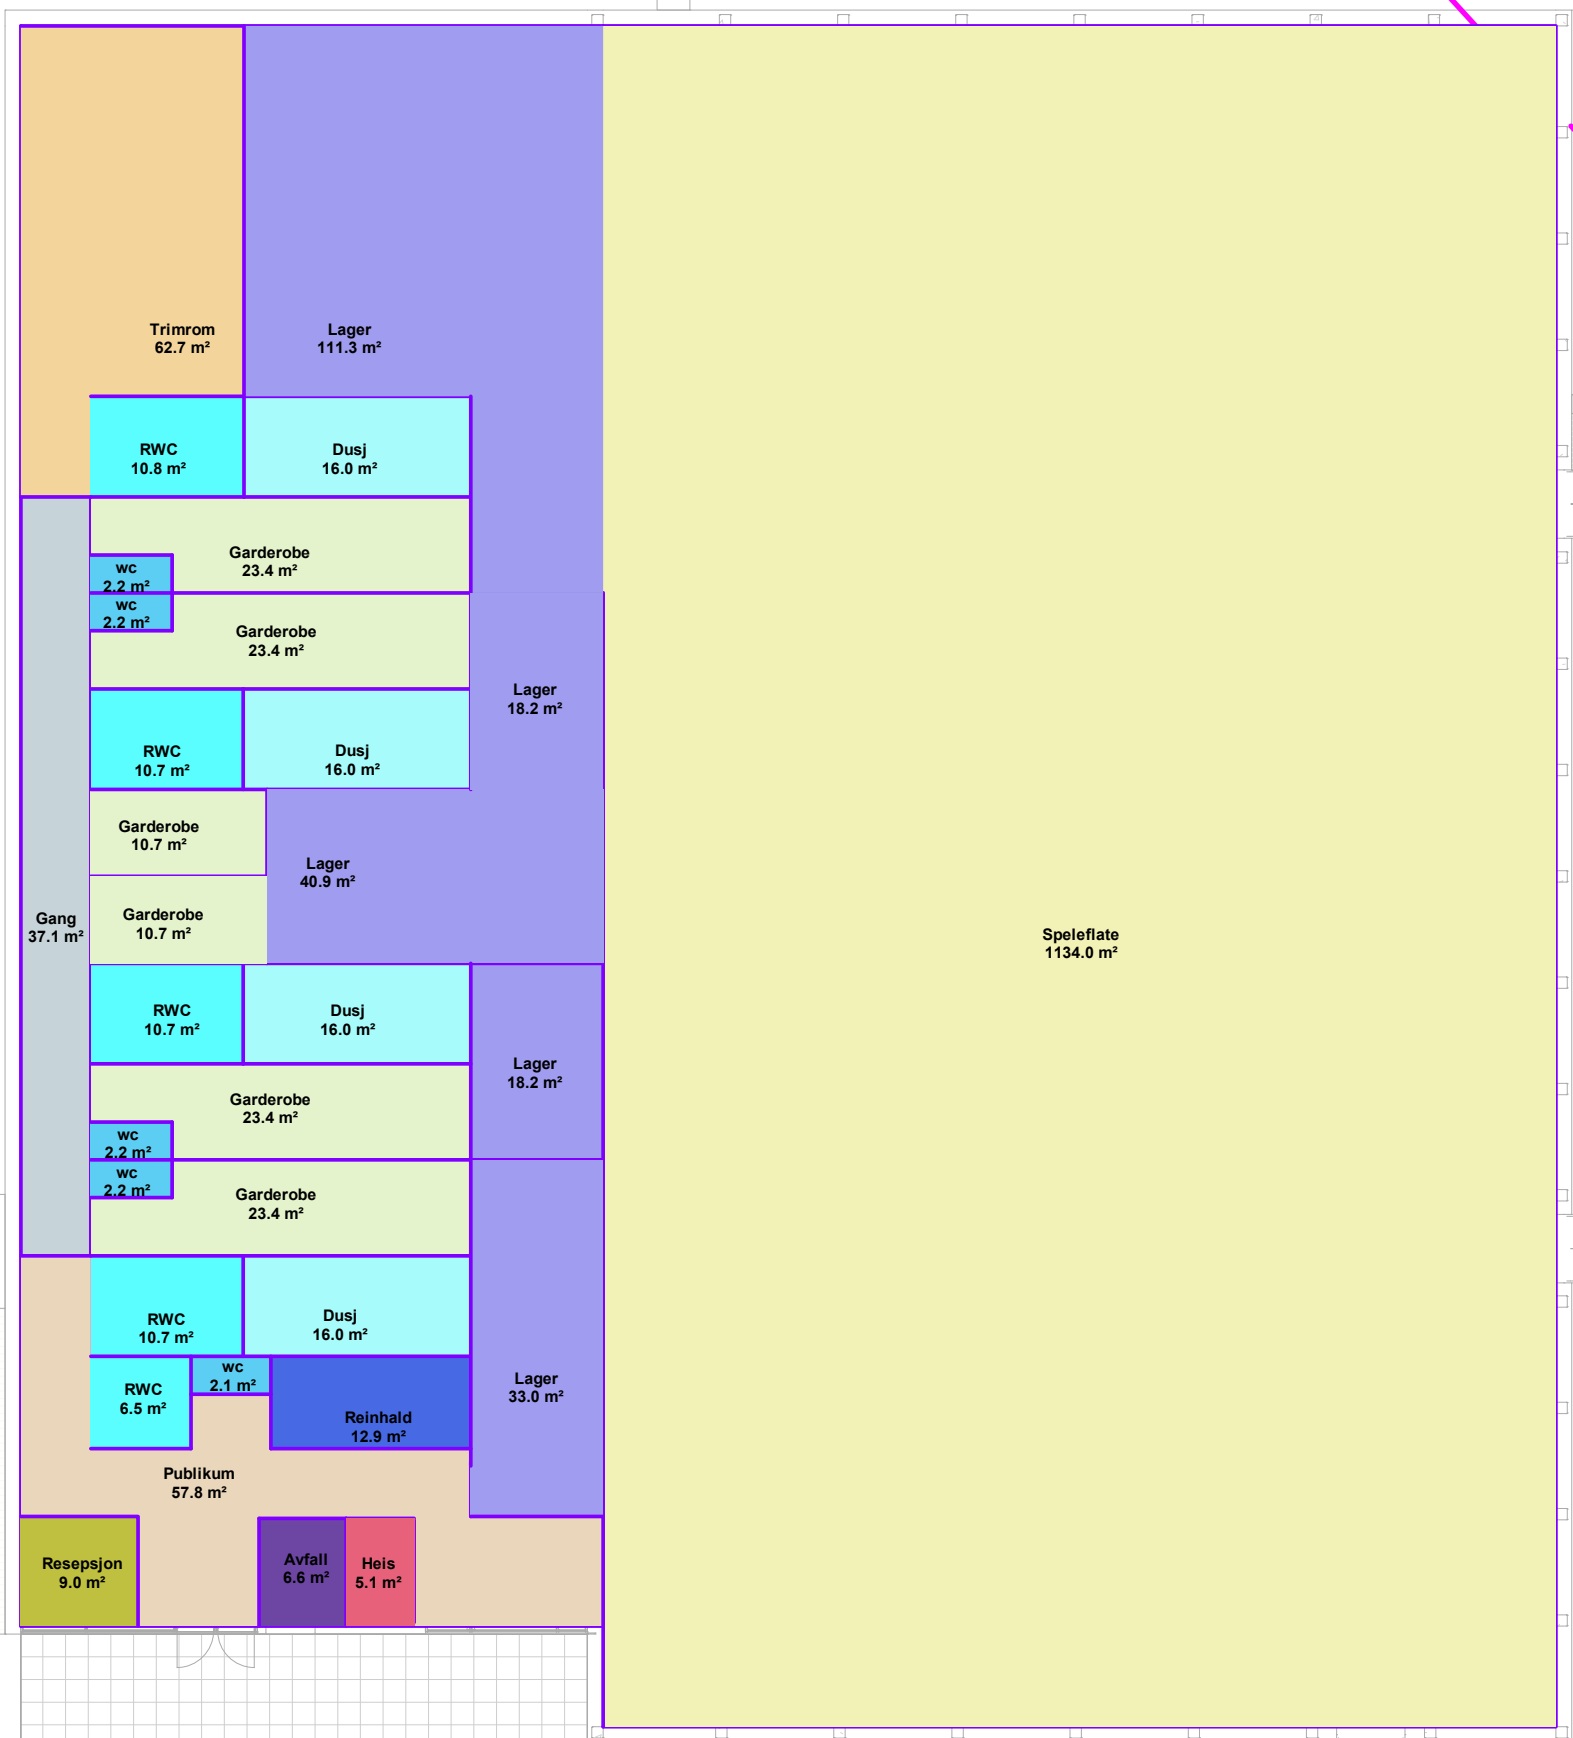 Trimrom
62.7 m²
Lager
111.3 m²
RWC
10.8 m²
Dusj
16.0 m²
Garderobe
23.4 m²
wc
2.2 m²
wc
2.2 m²
Garderobe
23.4 m²
Lager
18.2 m²
RWC
10.7 m²
Dusj
16.0 m²
Garderobe
10.7 m²
Lager
40.9 m²
Garderobe
10.7 m²
Gang
37.1 m²
Speleflate
1134.0 m²
RWC
10.7 m²
Dusj
16.0 m²
Lager
18.2 m²
Garderobe
23.4 m²
wc
2.2 m²
wc
2.2 m²
Garderobe
23.4 m²
RWC
10.7 m²
Dusj
16.0 m²
wc
2.1 m²
RWC
6.5 m²
Lager
33.0 m²
Reinhald
12.9 m²
Publikum
57.8 m²
Resepsjon
9.0 m²
Avfall
6.6 m²
Heis
5.1 m²